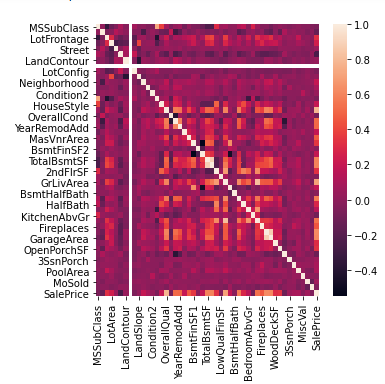 MSSubClass
LotFrontage
Street
LandContour
LotConfig
Neighborhood
Condition2
HouseStyle
OverallCond
YearRemodAdd
MasVnrArea
BsmtFinSF2
TotalBsmtSF
2ndFlrSF
GrLivArea
BsmtHalfBath
HalfBath
KitchenAbvGr
Fireplaces
GarageArea
OpenPorchSF
3SsnPorch
PoolArea
MoSold
SalePrice
MSSubClass
LotArea
LandContour
LandSlope
Condition2
OverallQual
YearRemodAdd
BsmtFinSF1
TotalBsmtSF
LowQualFinSF
BsmtHalfBath
BedroomAbvGr
Fireplaces
WoodDeckSF
3SsnPorch
MiscVal
SalePrice
1.0
0.8
0.6
0.4
0.2
0.0
−0.2
−0.4